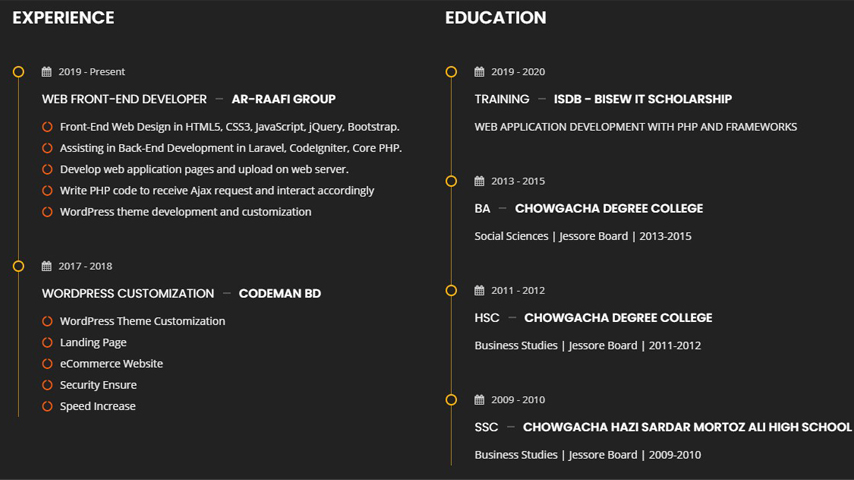 EXPERIENCE
2019 - Present
WEB FRONT-END DEVELOPER — AR-RAAFI GROUP
Front-End Web Design in HTML5, CSS3, JavaScript, jQuery, Bootstrap.
Assisting in Back-End Development in Laravel, CodeIgniter, Core PHP.
Develop web application pages and upload on web server.
Write PHP code to receive Ajax request and interact accordingly
WordPress theme development and customization
2017 - 2018
WORDPRESS CUSTOMIZATION — CODEMAN BD
WordPress Theme Customization
Landing Page
eCommerce Website
Security Ensure
Speed Increase
EDUCATION
2019 - 2020
TRAINING — ISDB - BISEW IT SCHOLARSHIP
WEB APPLICATION DEVELOPMENT WITH PHP AND FRAMEWORKS
2013 - 2015
BA — CHOWGACHA DEGREE COLLEGE
Social Sciences | Jessore Board | 2013-2015
2011 - 2012
HSC — CHOWGACHA DEGREE COLLEGE
Business Studies | Jessore Board | 2011-2012
2009 - 2010
SSC — CHOWGACHA HAZI SARDAR MORTOZ ALI HIGH SCHOOL
Business Studies | Jessore Board | 2009-2010